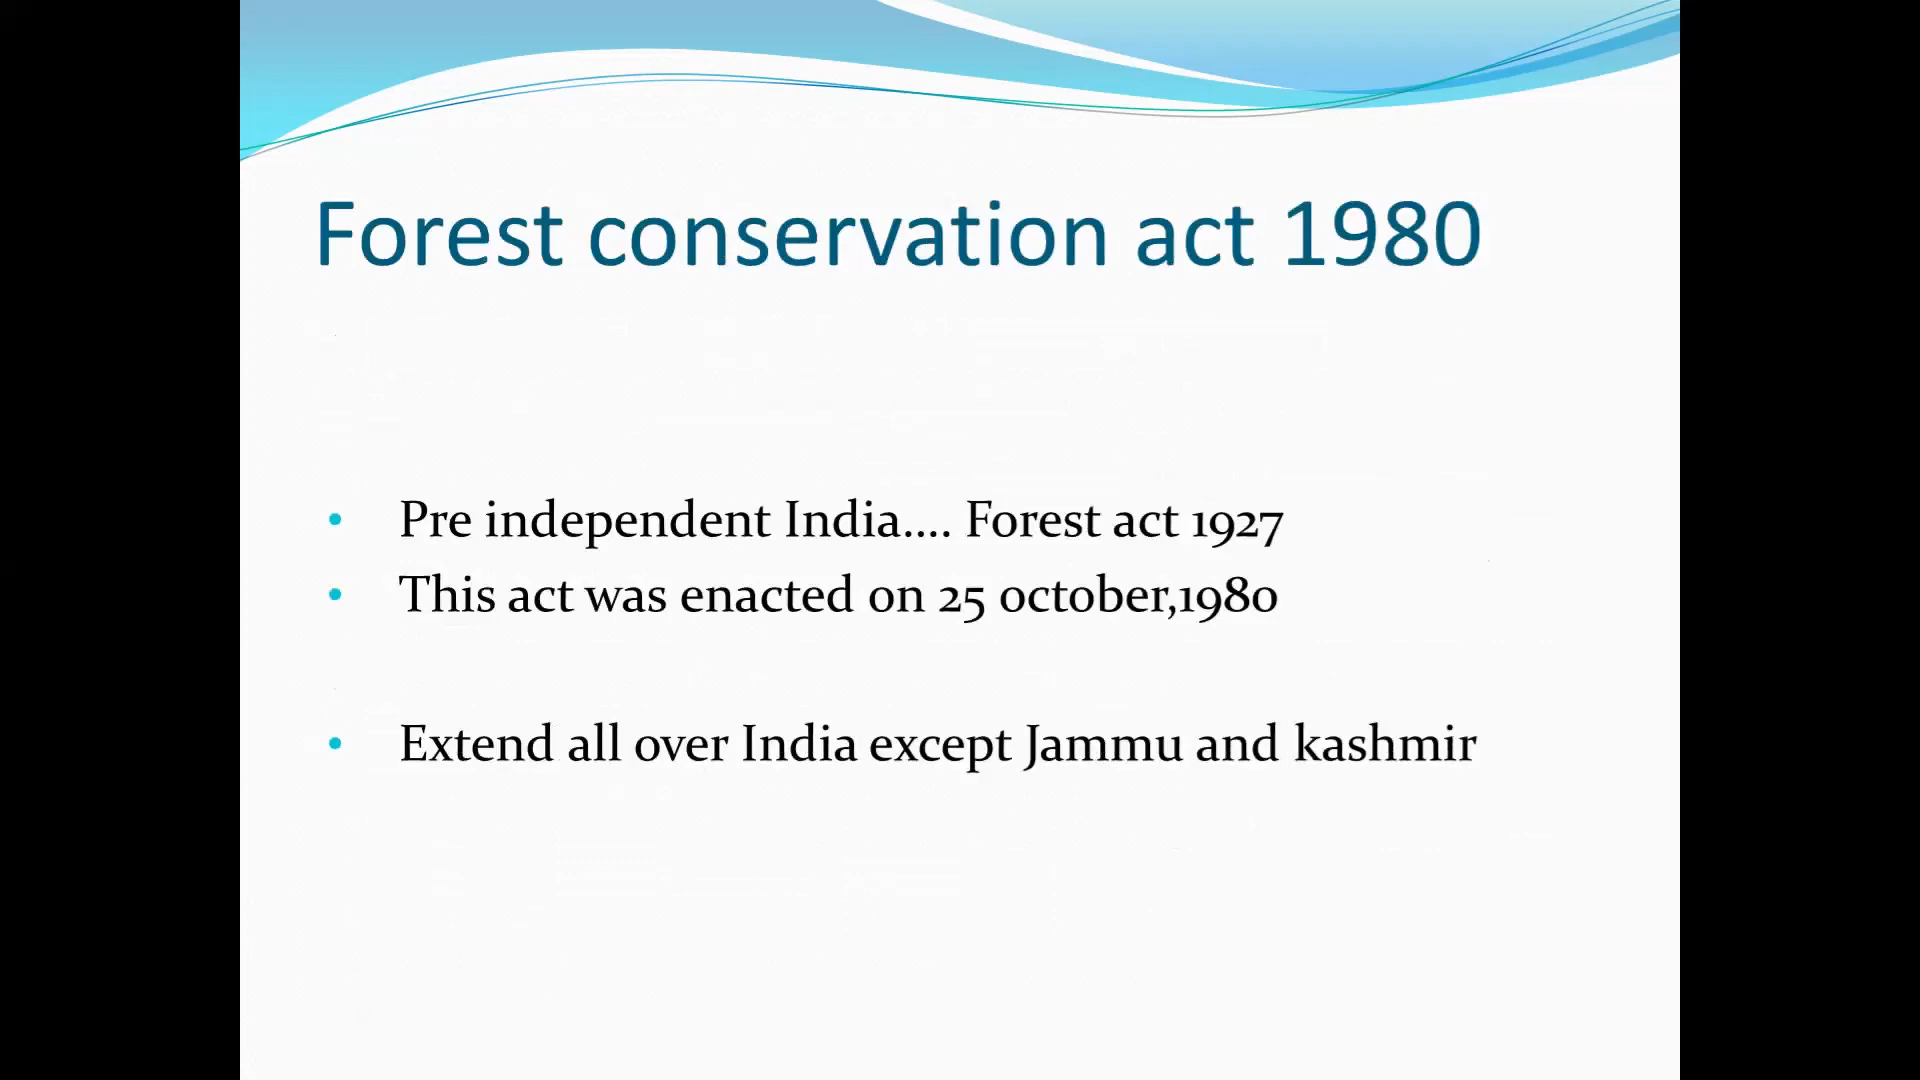 Forest conservation act 1980
• Pre independent India.... Forest act 1927
• This act was enacted on 25 october,1980
• Extend all over India except Jammu and kashmir